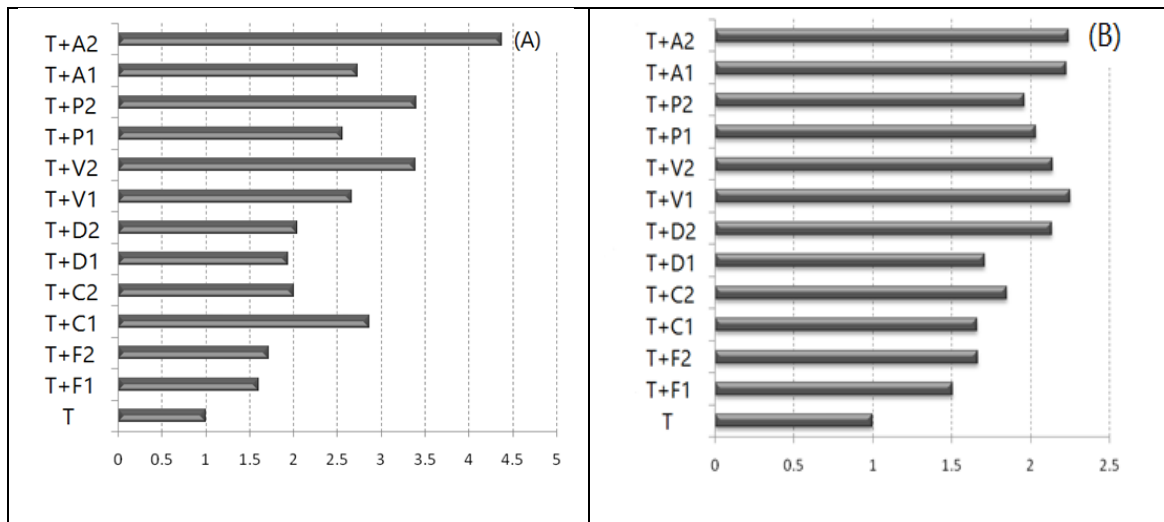 T+A2 (A)
T+A1
T+P2
T+P1
T+V2
T+V1
T+D2
T+D1
T+C2
T+C1
T+F2
T+F1
T
0 0.5 1 1.5 2 2.5 3 3.5 4 4.5 5
T+A2 (B)
T+A1
T+P2
T+P1
T+V2
T+V1
T+D2
T+D1
T+C2
T+C1
T+F2
T+F1
T
0 0.5 1 1.5 2 2.5